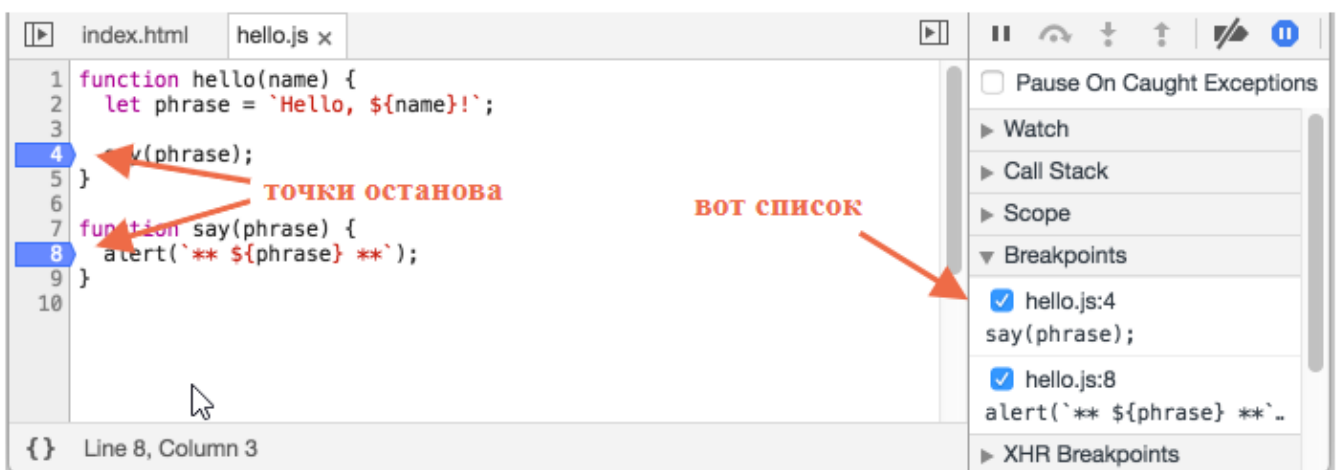 index.html hello.js ×
1 function hello(name) {
2 let phrase = `Hello, ${name}!`;
3
4 say(phrase);
5 }
6
7 function say(phrase) {
8 alert(`** ${phrase} **`);
9 }
10
точки останова
вот список
{} Line 8, Column 3
Pause On Caught Exceptions
Watch
Call Stack
Scope
Breakpoints
hello.js:4
say(phrase);
hello.js:8
alert(`** ${phrase} **`…
XHR Breakpoints